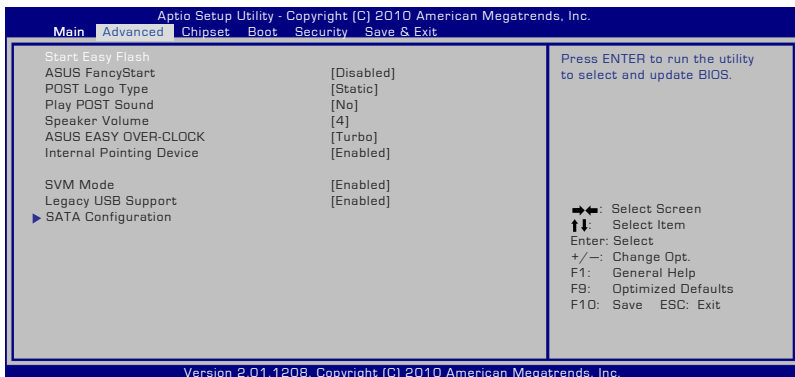 Aptio Setup Utility - Copyright (C) 2010 American Megatrends, Inc.
Main Advanced Chipset Boot Security Save & Exit
Start Easy Flash
ASUS FancyStart [Disabled]
POST Logo Type [Static]
Play POST Sound [No]
Speaker Volume [4]
ASUS EASY OVER-CLOCK [Turbo]
Internal Pointing Device [Enabled]
SVM Mode [Enabled]
Legacy USB Support [Enabled]
SATA Configuration
Press ENTER to run the utility
to select and update BIOS.
→←: Select Screen
↑↓: Select Item
Enter: Select
+/—: Change Opt.
F1: General Help
F9: Optimized Defaults
F10: Save ESC: Exit
Version 2.01.1208. Copyright (C) 2010 American Megatrends, Inc.